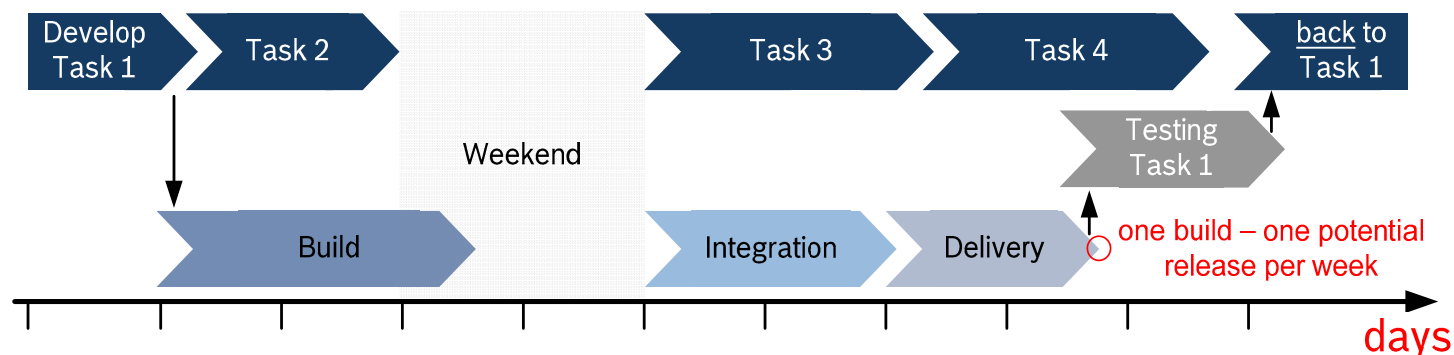 Develop
Task 1
Task 2
Task 3
Task 4
back to
Task 1
Weekend
Testing
Task 1
Build
Integration
Delivery
one build – one potential
release per week
days